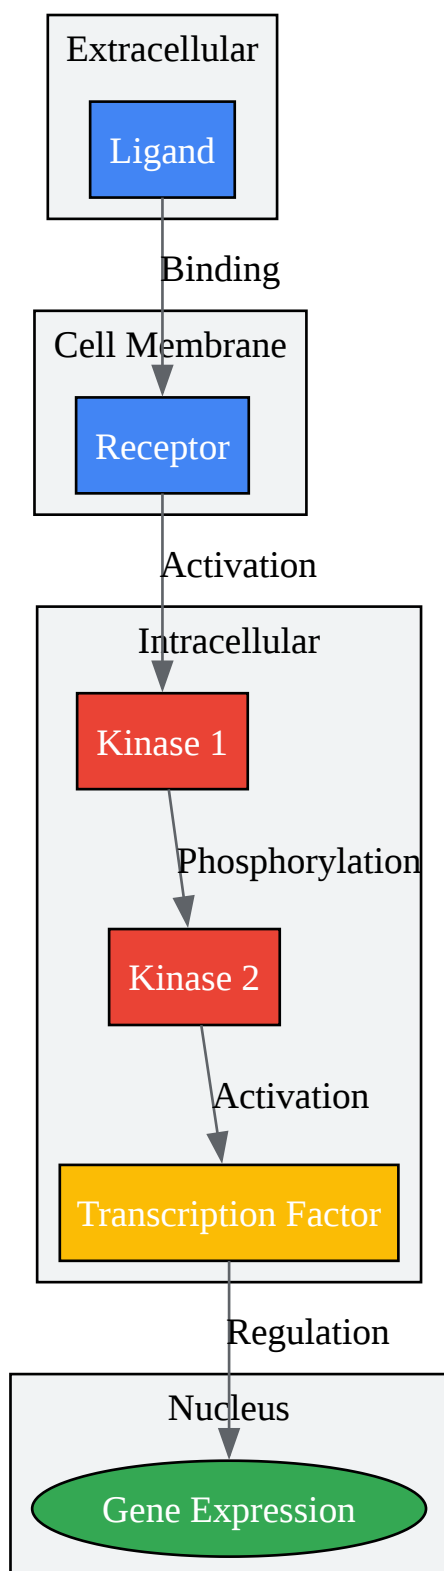 Extracellular
Ligand
Binding
Cell Membrane
Receptor
Activation
Intracellular
Kinase 1
Phosphorylation
Kinase 2
Activation
Transcription Factor
Regulation
Nucleus
Gene Expression